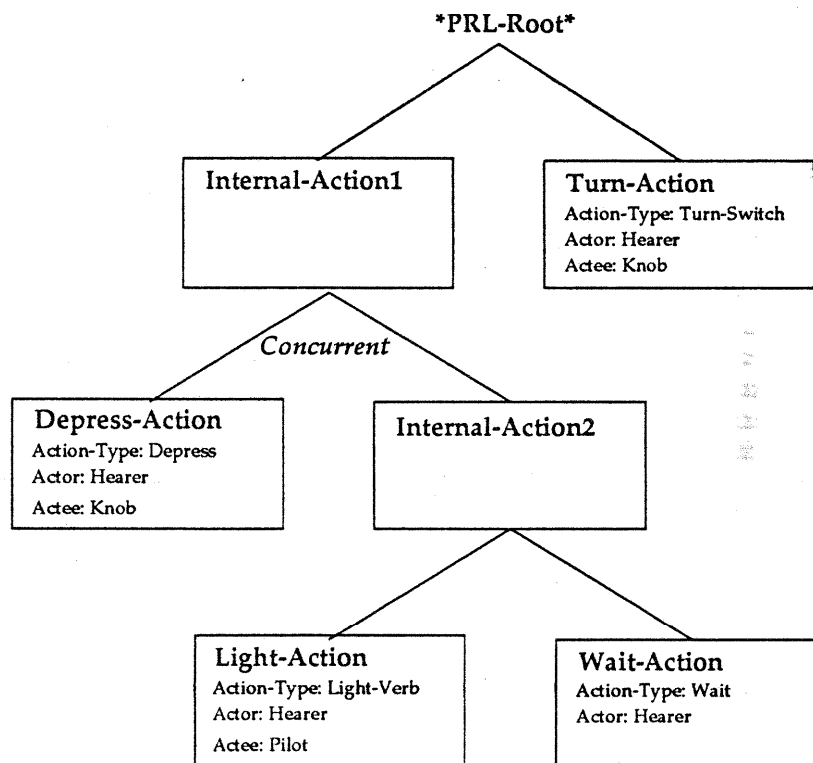 *PRL-Root*
Internal-Action1
Turn-Action
Action-Type: Turn-Switch
Actor: Hearer
Actee: Knob
Concurrent
Depress-Action
Action-Type: Depress
Actor: Hearer
Actee: Knob
Internal-Action2
Light-Action
Action-Type: Light-Verb
Actor: Hearer
Actee: Pilot
Wait-Action
Action-Type: Wait
Actor: Hearer